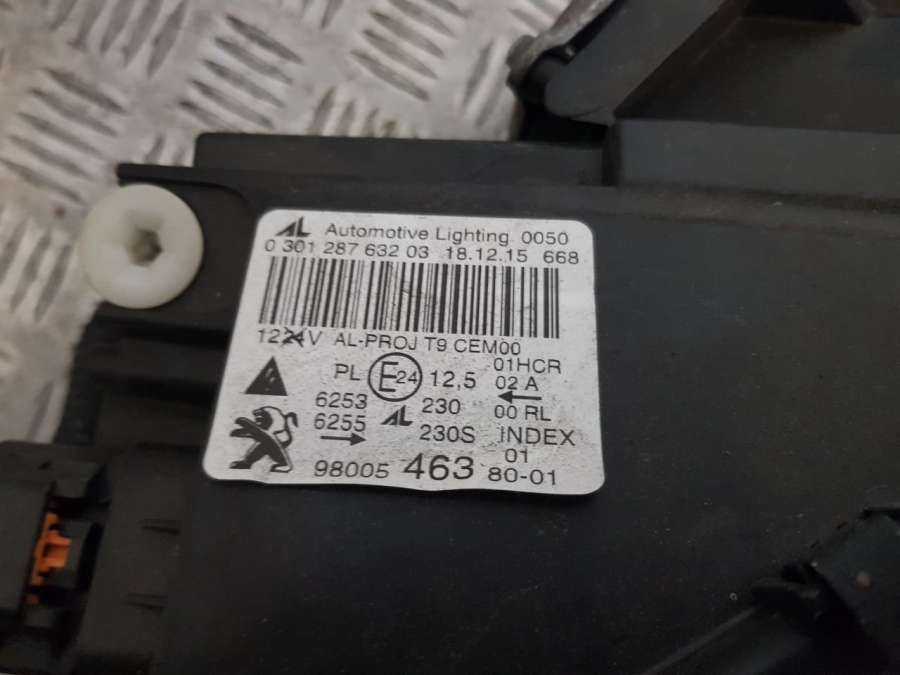 AL Automotive Lighting 0050
0 301 287 632 03 18.12.15 668
1224V AL-PROJ T9 CEM00
PL E24 12,5 01HCR
02 A
6253 AL 230 00 RL
6255 230S INDEX
01
98005 463 80-01